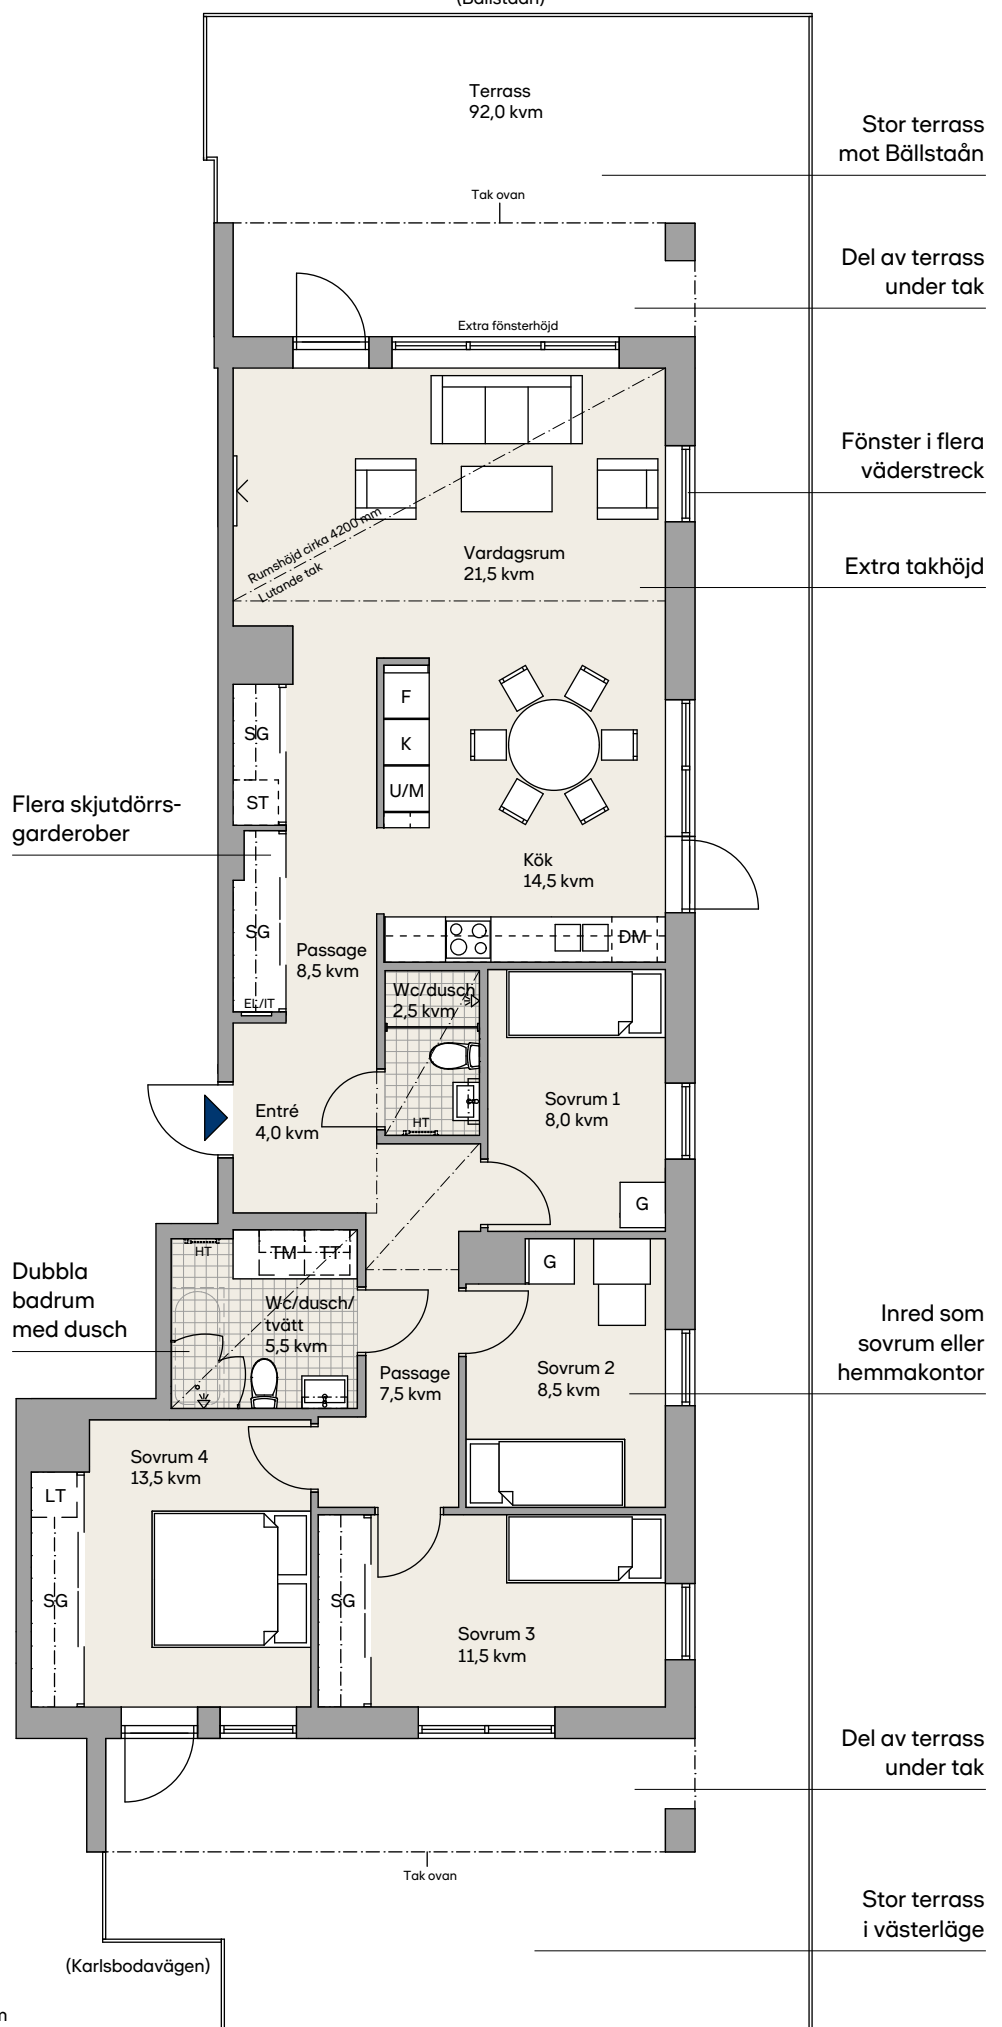 (Bällstaån)
Terrass
92,0 kvm
Stor terrass
mot Bällstaån
Tak ovan
Del av terrass
under tak
Extra fönsterhöjd
Fönster i flera
väderstreck
Rumshöjd cirka 4200 mm
Lutande tak
Vardagsrum
21,5 kvm
Extra takhöjd
F
K
U/M
SG
ST
Flera skjutdörrs-
garderober
Kök
14,5 kvm
SG
DM
Passage
8,5 kvm
EL/IT
Wc/dusch
2,5 kvm
HT
Entré
4,0 kvm
Sovrum 1
8,0 kvm
G
HT
TM
TT
G
Dubbla
badrum
med dusch
Wc/dusch/
tvätt
5,5 kvm
Inred som
sovrum eller
hemmakontor
Passage
7,5 kvm
Sovrum 2
8,5 kvm
Sovrum 4
13,5 kvm
LT
SG
SG
Sovrum 3
11,5 kvm
Del av terrass
under tak
Tak ovan
Stor terrass
i västerläge
(Karlsbodavägen)